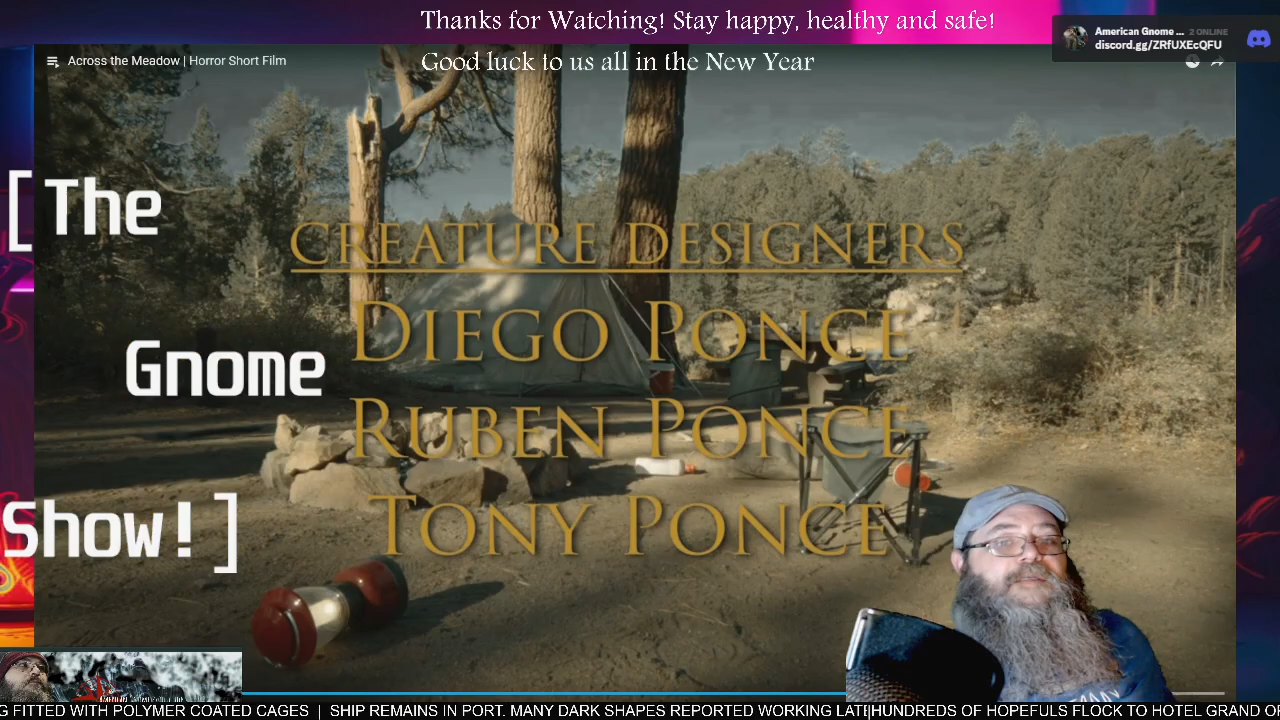 Thanks for Watching! Stay happy, healthy and safe!
American Gnome ... 2 ONLINE
discord.gg/ZRfUXEcQFU
Across the Meadow | Horror Short Film
Good luck to us all in the New Year
[The
Gnome
Show!]
CREATURE DESIGNERS
DIEGO PONCE
RUBEN PONCE
TONY PONCE
G FITTED WITH POLYMER COATED CAGES | SHIP REMAINS IN PORT. MANY DARK SHAPES REPORTED WORKING LATE
HUNDREDS OF HOPEFULS FLOCK TO HOTEL GRAND O